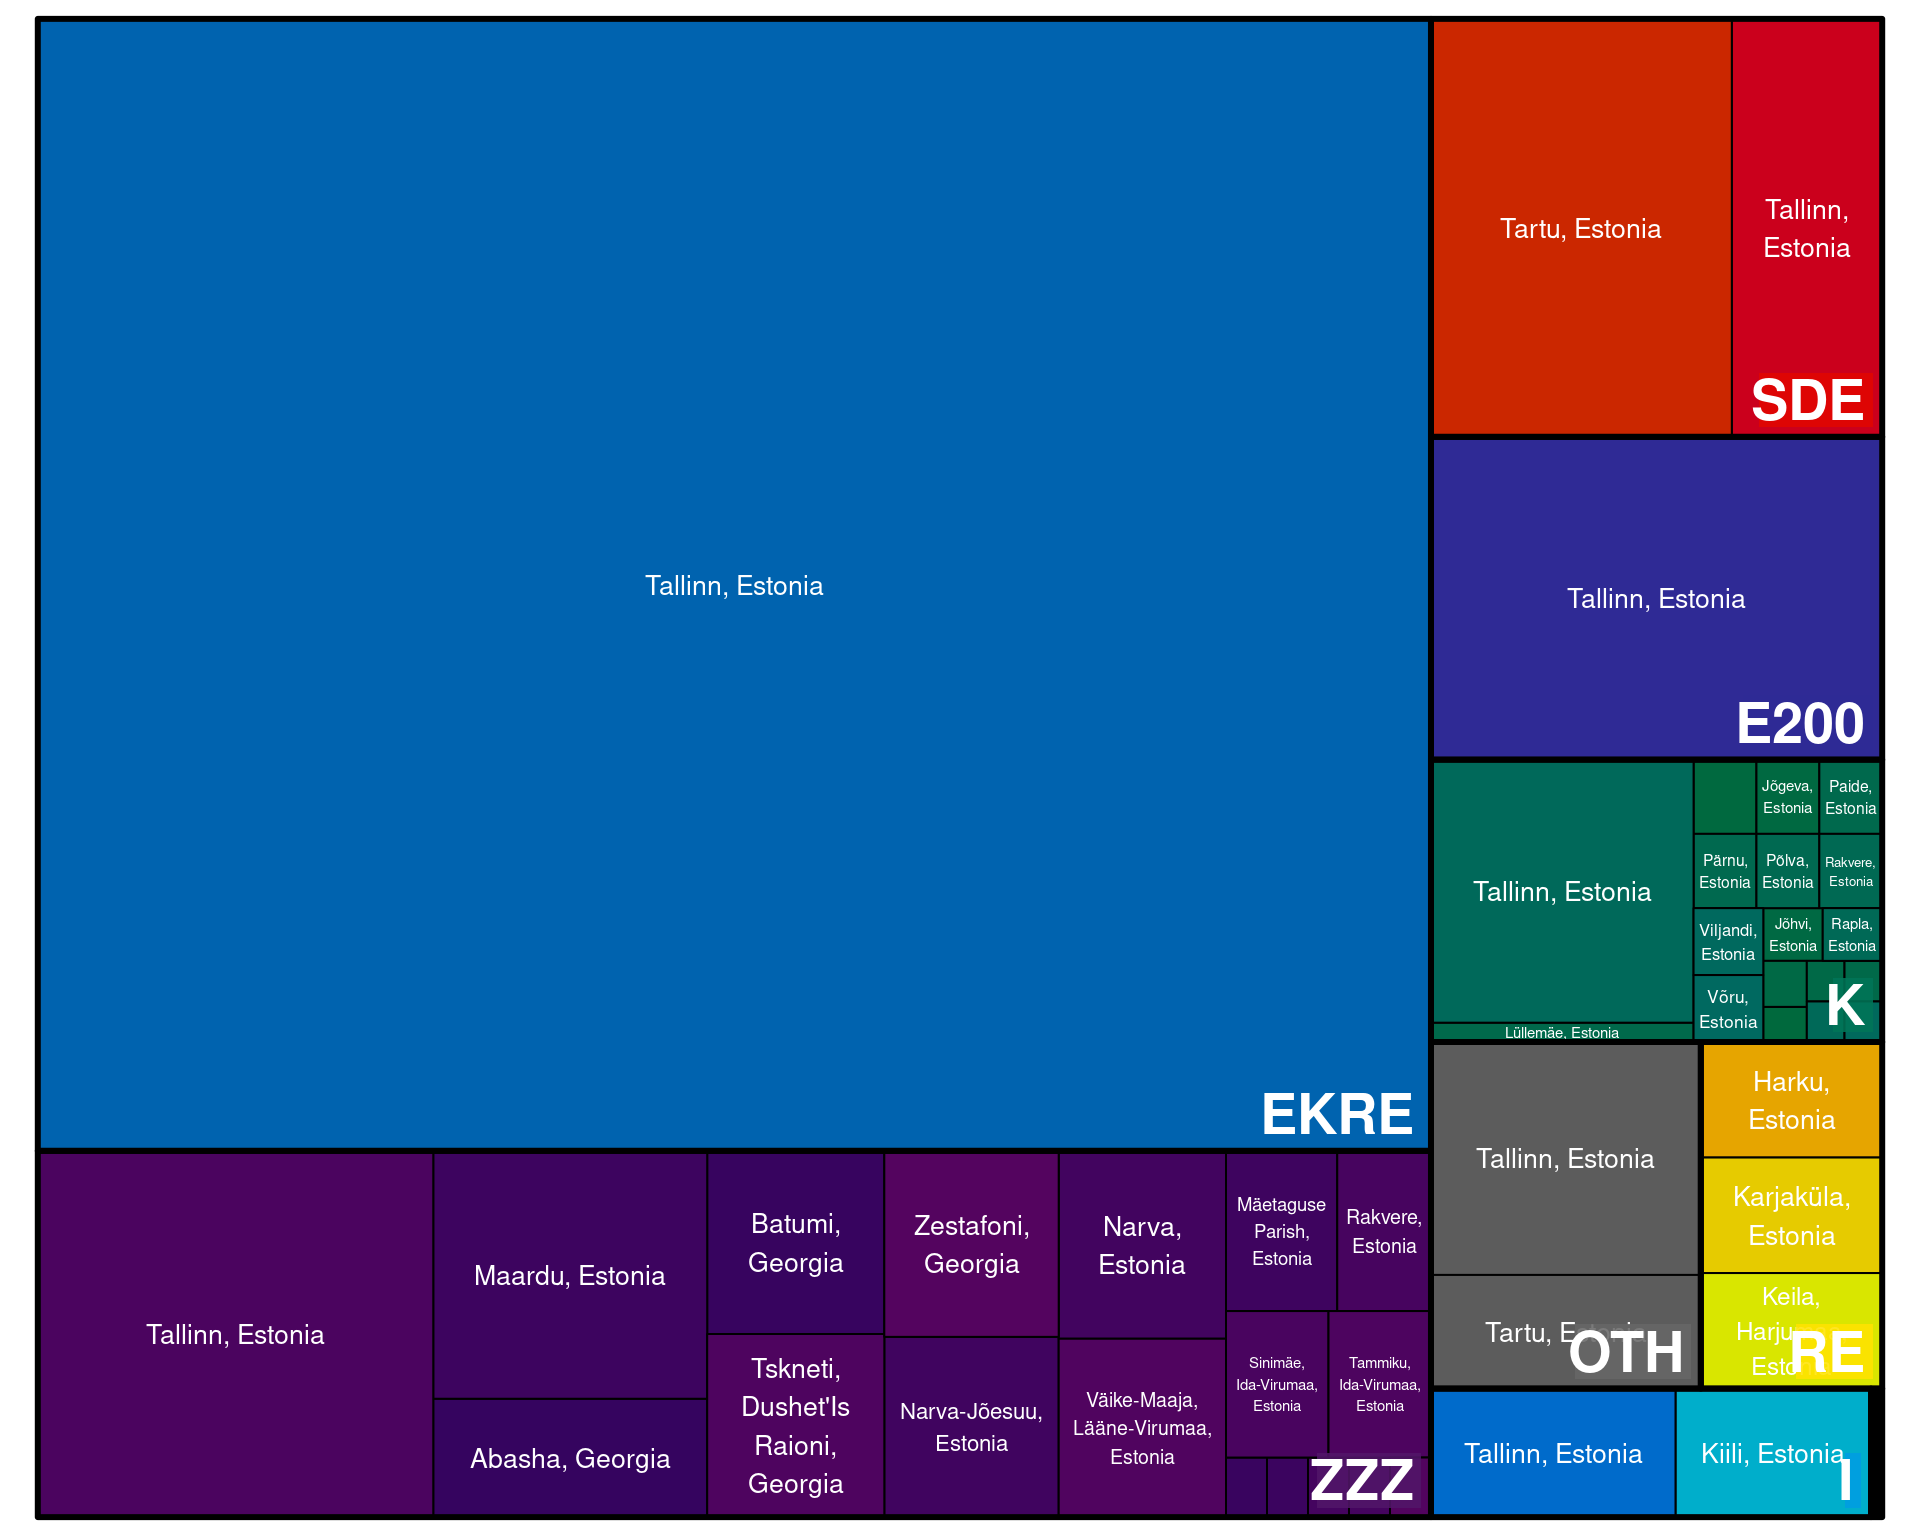 Tallinn, Estonia
EKRE
Tartu, Estonia
Tallinn,
Estonia
SDE
Tallinn, Estonia
E200
Tallinn, Estonia
Lüllemäe, Estonia
Jõgeva,
Estonia
Paide,
Estonia
Pärnu,
Estonia
Põlva,
Estonia
Rakvere,
Estonia
Viljandi,
Estonia
Jõhvi,
Estonia
Rapla,
Estonia
Võru,
Estonia
K
Tallinn, Estonia
Tartu, Estonia
OTH
Harku,
Estonia
Karjaküla,
Estonia
Keila,
Estonia
RE
Tallinn, Estonia
Kiili, Estonia
I
Tallinn, Estonia
Maardu, Estonia
Abasha, Georgia
Batumi,
Georgia
Tskneti,
Dushet'Is
Raioni,
Georgia
Zestafoni,
Georgia
Narva-Jõesuu,
Estonia
Narva,
Estonia
Väike-Maaja,
Lääne-Virumaa,
Estonia
Mäetaguse
Parish,
Estonia
Rakvere,
Estonia
Sinimäe,
Ida-Virumaa,
Estonia
Tammiku,
Ida-Virumaa,
Estonia
ZZZ